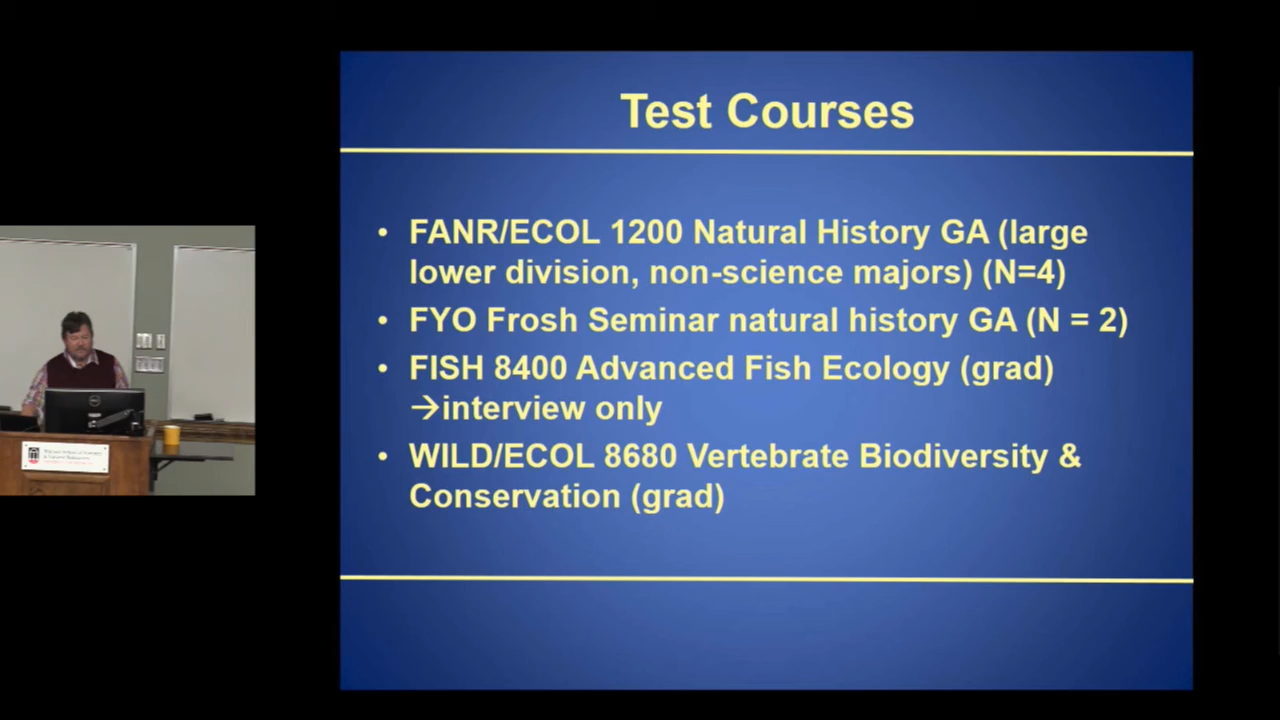 Test Courses
• FANR/ECOL 1200 Natural History GA (large
lower division, non-science majors) (N=4)
• FYO Frosh Seminar natural history GA (N = 2)
• FISH 8400 Advanced Fish Ecology (grad)
→interview only
• WILD/ECOL 8680 Vertebrate Biodiversity &
Conservation (grad)